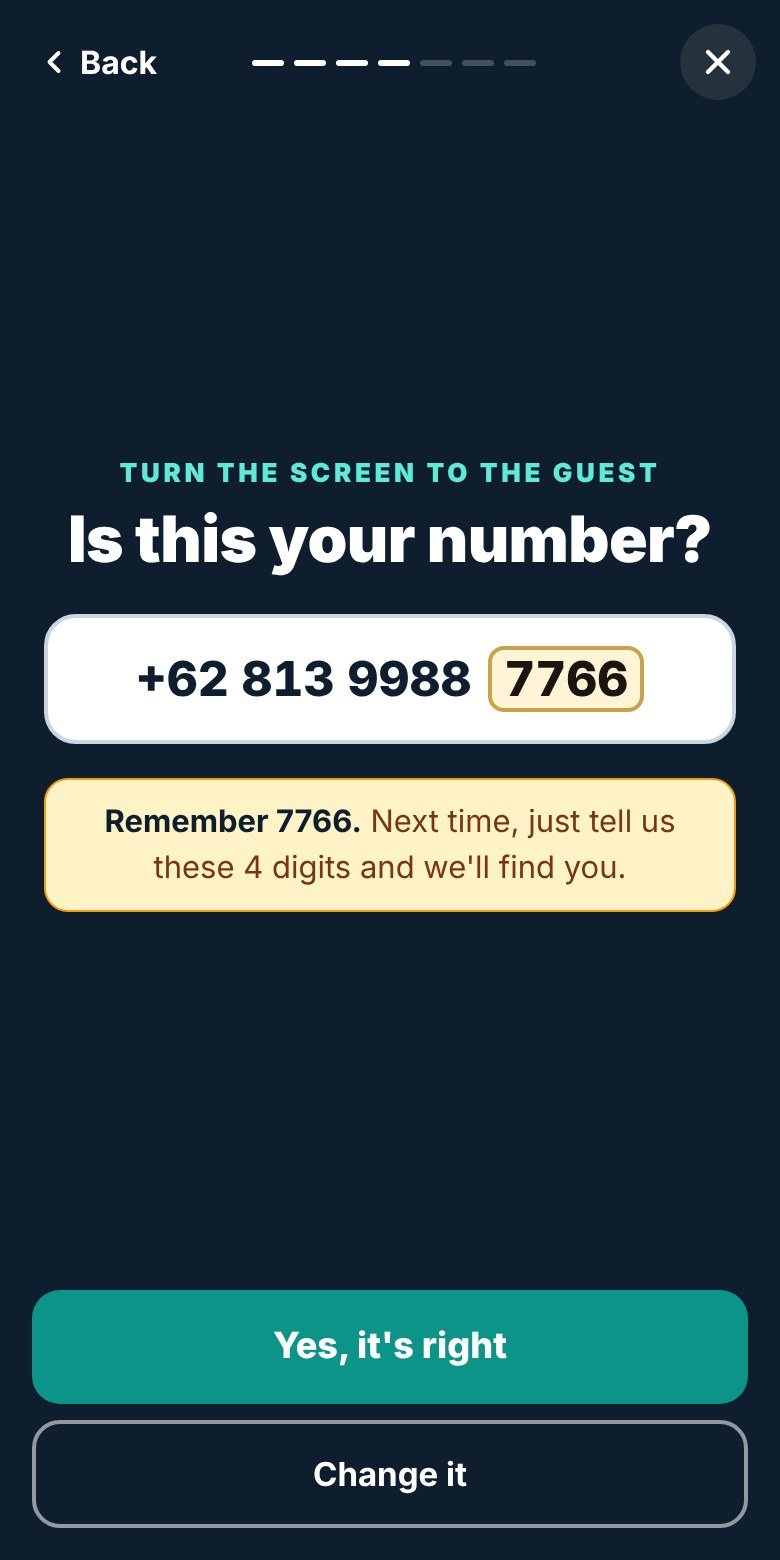 Back
TURN THE SCREEN TO THE GUEST
Is this your number?
+62 813 9988 7766
Remember 7766. Next time, just tell us
these 4 digits and we'll find you.
Yes, it's right
Change it